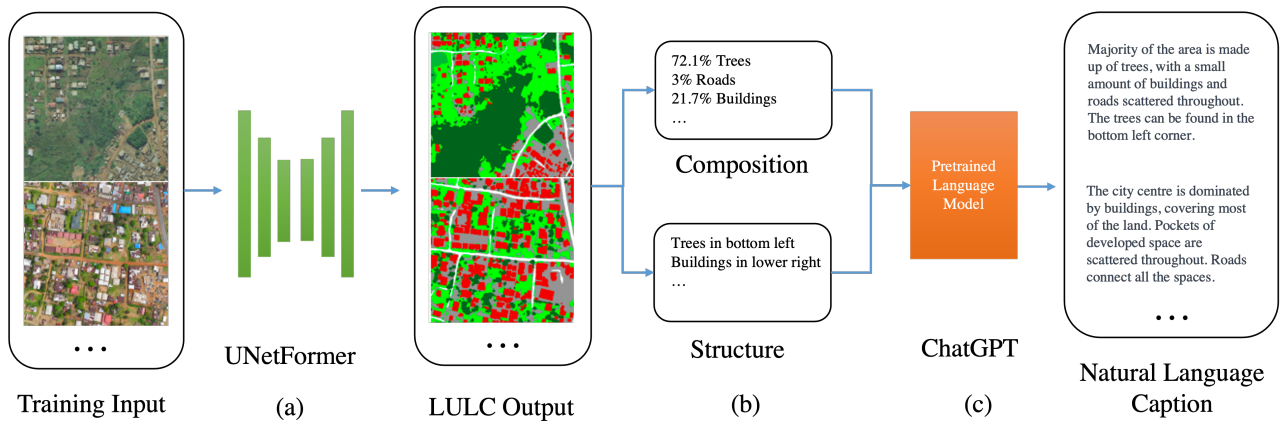 ...
Training Input
UNetFormer
(a)
...
LULC Output
72.1% Trees
3% Roads
21.7% Buildings
...
Composition
Trees in bottom left
Buildings in lower right
...
Structure
(b)
Pretrained
Language
Model
ChatGPT
(c)
Majority of the area is made
up of trees, with a small
amount of buildings and
roads scattered throughout.
The trees can be found in the
bottom left corner.
The city centre is dominated
by buildings, covering most
of the land. Pockets of
developed space are
scattered throughout. Roads
connect all the spaces.
...
Natural Language
Caption